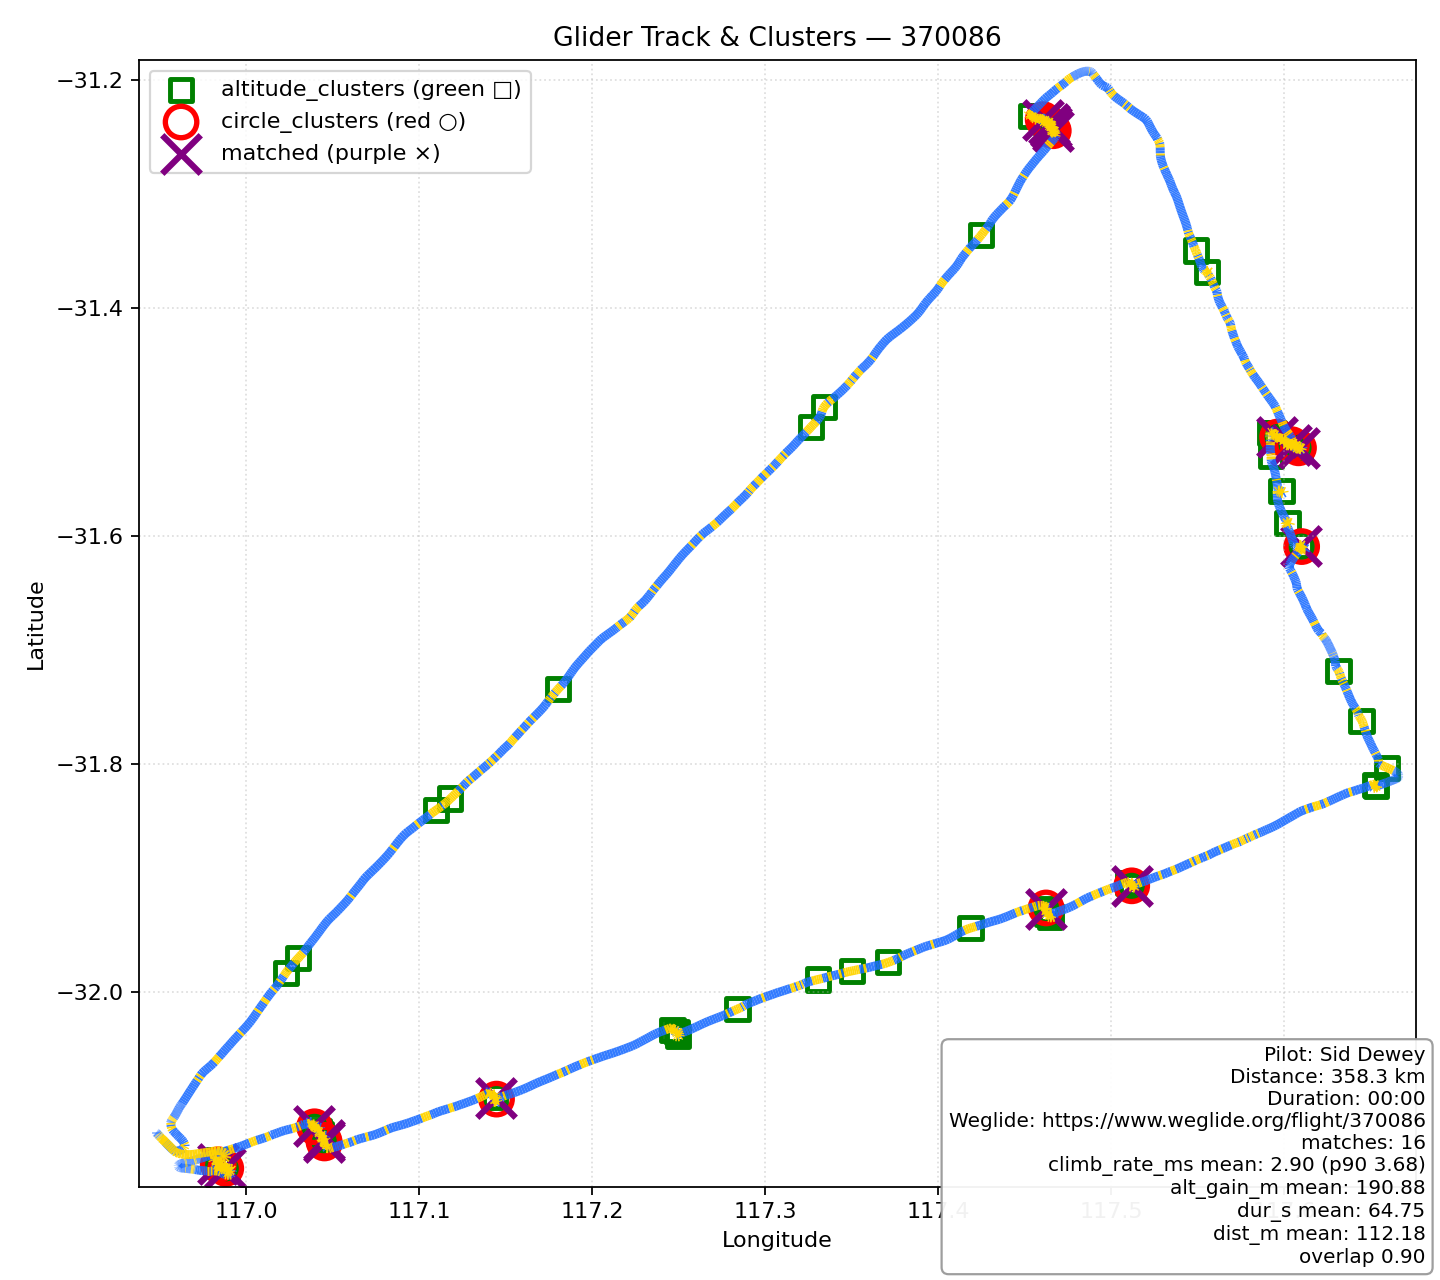 Glider Track & Clusters — 370086
altitude_clusters (green □)
circle_clusters (red ○)
matched (purple ×)
Latitude
−31.2
−31.4
−31.6
−31.8
−32.0
117.0
117.1
117.2
117.3
117.4
117.5
Longitude
Pilot: Sid Dewey
Distance: 358.3 km
Duration: 00:00
Weglide: https://www.weglide.org/flight/370086
matches: 16
climb_rate_ms mean: 2.90 (p90 3.68)
alt_gain_m mean: 190.88
dur_s mean: 64.75
dist_m mean: 112.18
overlap 0.90